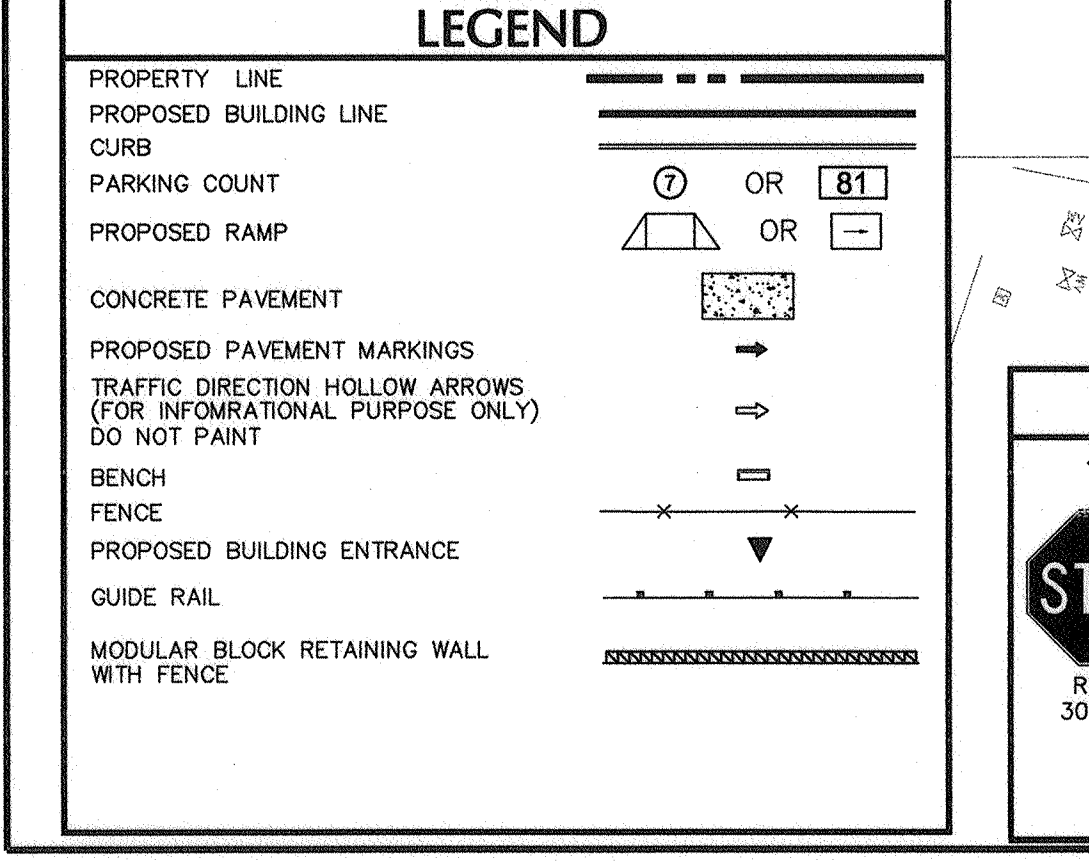 LEGEND
PROPERTY LINE
PROPOSED BUILDING LINE
CURB
PARKING COUNT 7 OR 81
PROPOSED RAMP OR
CONCRETE PAVEMENT
PROPOSED PAVEMENT MARKINGS
TRAFFIC DIRECTION HOLLOW ARROWS
(FOR INFOMRATIONAL PURPOSE ONLY)
DO NOT PAINT
BENCH
FENCE
PROPOSED BUILDING ENTRANCE
GUIDE RAIL
MODULAR BLOCK RETAINING WALL
WITH FENCE
ST
R
30